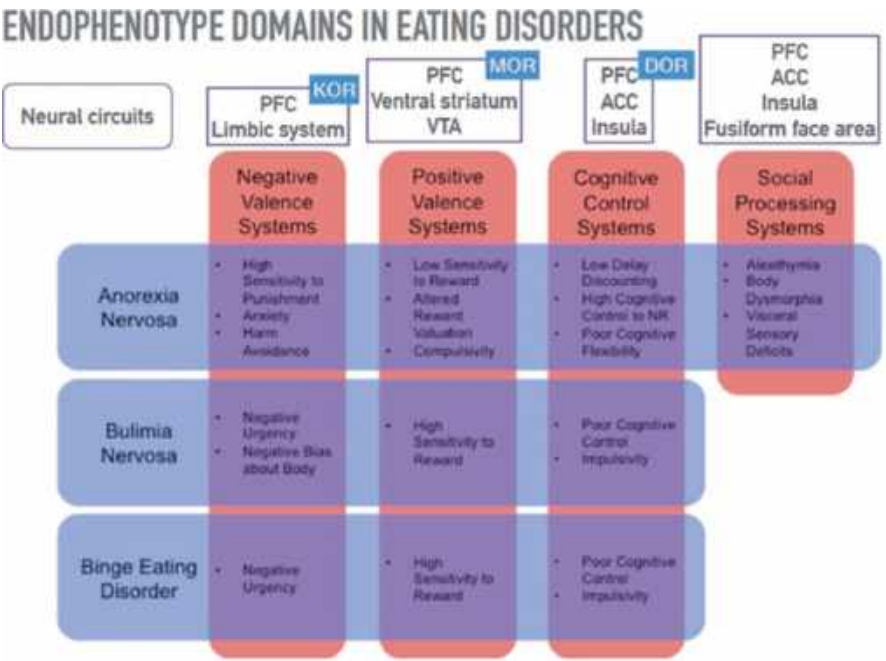 ENDOPHENOTYPE DOMAINS IN EATING DISORDERS
Neural circuits
KOR
PFC
Limbic system
MOR
PFC
Ventral striatum
VTA
DOR
PFC
ACC
Insula
PFC
ACC
Insula
Fusiform face area
Negative
Valence
Systems
Positive
Valence
Systems
Cognitive
Control
Systems
Social
Processing
Systems
Anorexia
Nervosa
• High
Sensitivity to
Punishment
• Anxiety
• Harm
Avoidance
• Low Sensitivity
to Reward
• Altered
Reward
Valuation
• Compulsivity
• Low Delay
Discounting
• High Cognitive
Control to NR
• Poor Cognitive
Flexibility
• Alexithymia
• Body
Dysmorphia
• Visceral
Sensory
Deficits
Bulimia
Nervosa
• Negative
Urgency
• Negative Bias
about Body
• High
Sensitivity to
Reward
• Poor Cognitive
Control
• Impulsivity
Binge Eating
Disorder
• Negative
Urgency
• High
Sensitivity to
Reward
• Poor Cognitive
Control
• Impulsivity